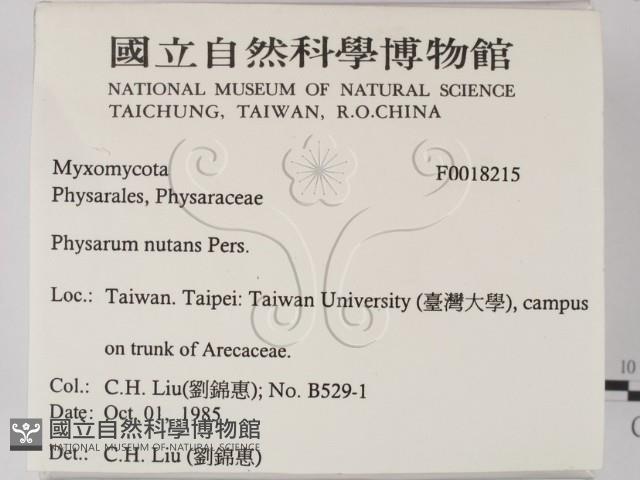 國立自然科學博物館
NATIONAL MUSEUM OF NATURAL SCIENCE
TAICHUNG, TAIWAN, R.O.CHINA
Myxomycota F0018215
Physarales, Physaraceae
Physarum nutans Pers.
Loc.: Taiwan. Taipei: Taiwan University (臺灣大學), campus
on trunk of Arecaceae.
10
Col.: C.H. Liu(劉錦惠); No. B529-1
Date: Oct. 01, 1985
國立自然科學博物館
NATIONAL MUSEUM OF NATURAL SCIENCE
Det.: C.H. Liu (劉錦惠)